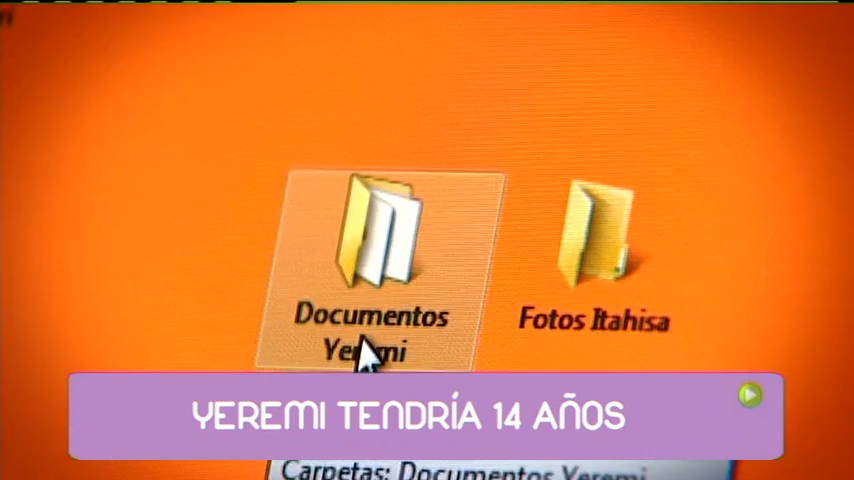 Documentos
Yeremi
Fotos Itahisa
YEREMI TENDRÍA 14 AÑOS
Carpetas: Documentos Yeremi